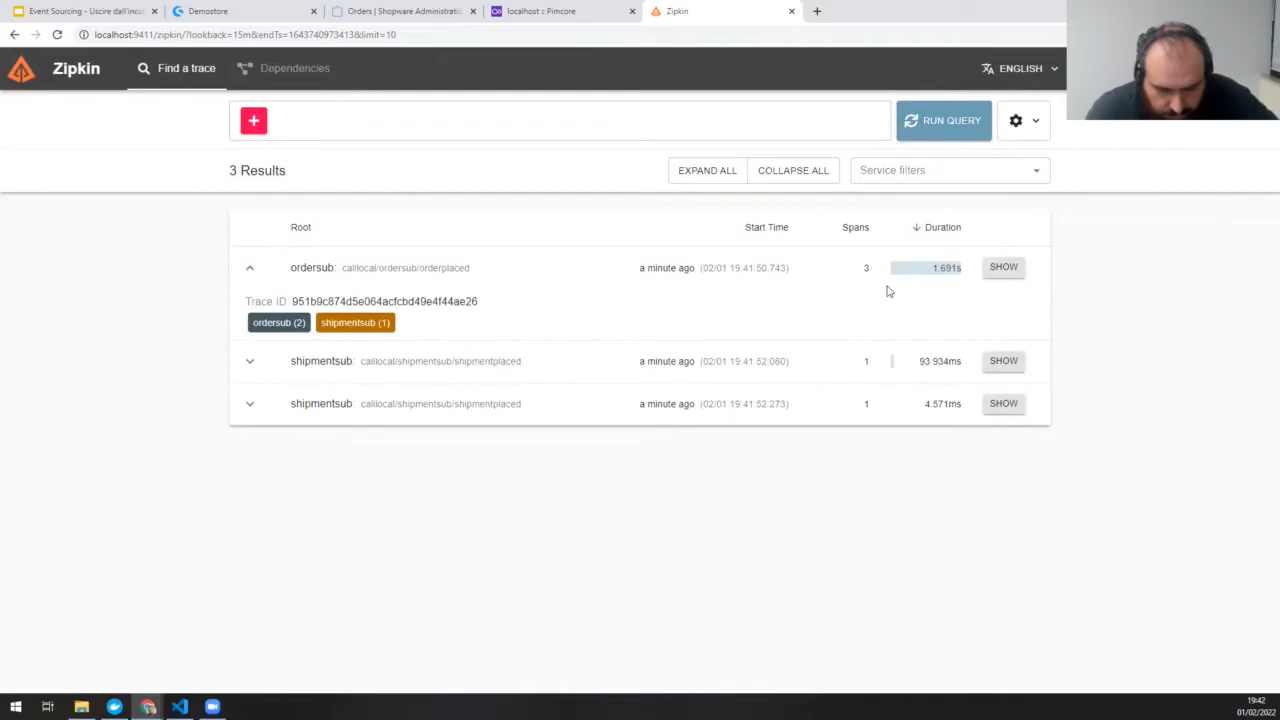 Event Sourcing - Uscire dall'incu
Demostore
Orders | Shopware Administratic
localhost :: Pimcore
Zipkin
localhost:9411/zipkin/?lookback=15m&endTs=1643740973413&limit=10
Zipkin
Find a trace
Dependencies
ENGLISH
RUN QUERY
3 Results
EXPAND ALL
COLLAPSE ALL
Service filters
Root
Start Time
Spans
Duration
ordersub: calllocal/ordersub/orderplaced
a minute ago (02/01 19:41:50.743)
3
1.691s
SHOW
Trace ID: 951b9c874d5e064acfcbd49e4f44ae26
ordersub (2)
shipmentsub (1)
shipmentsub: calllocal/shipmentsub/shipmentplaced
a minute ago (02/01 19:41:52:060)
1
93.934ms
SHOW
shipmentsub: calllocal/shipmentsub/shipmentplaced
a minute ago (02/01 19:41:52:273)
1
4.571ms
SHOW
19:42
01/02/2022